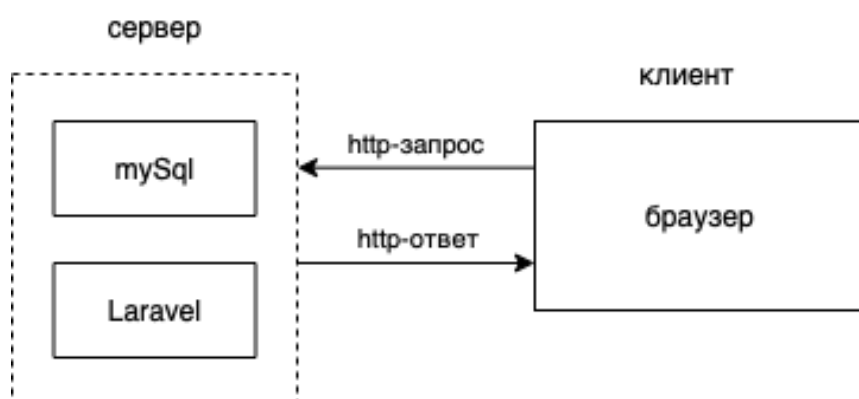 сервер
клиент
mySql
http-запрос
браузер
http-ответ
Laravel